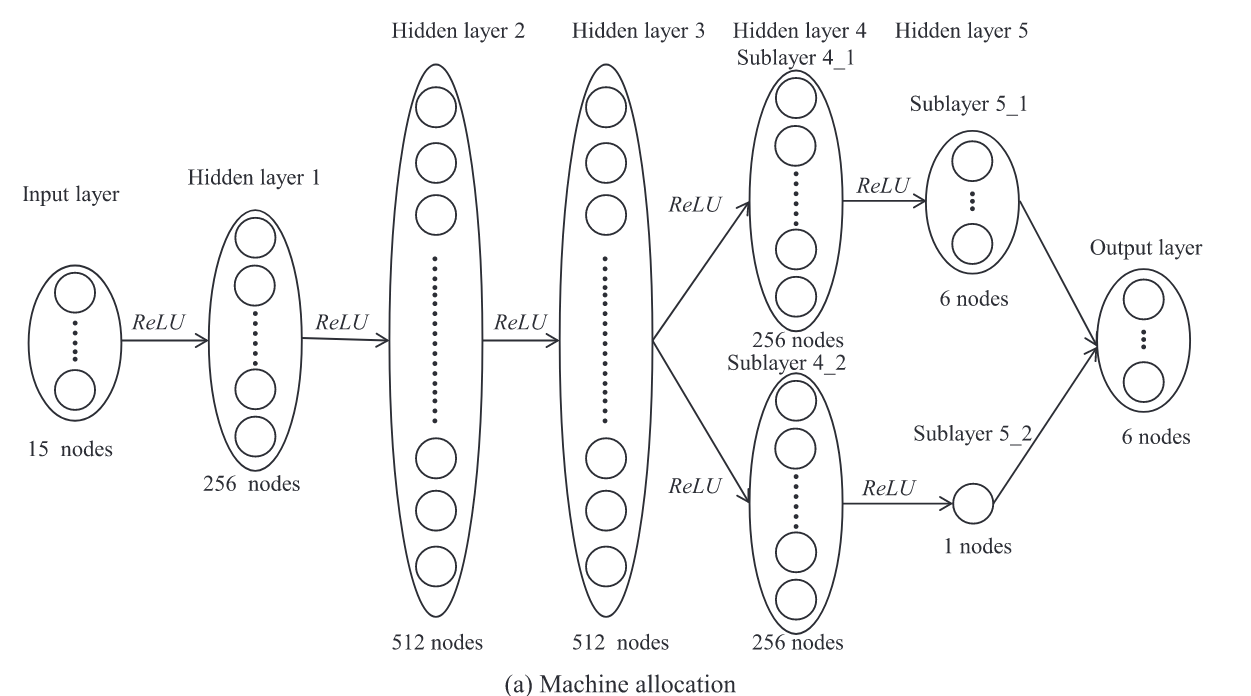 Hidden layer 2
Hidden layer 3
Hidden layer 4
Hidden layer 5
Sublayer 4_1
Sublayer 5_1
Hidden layer 1
Input layer
ReLU
ReLU
Output layer
6 nodes
ReLU
ReLU
ReLU
256 nodes
Sublayer 4_2
15 nodes
Sublayer 5_2
6 nodes
256 nodes
ReLU
ReLU
1 nodes
512 nodes
512 nodes
256 nodes
(a) Machine allocation